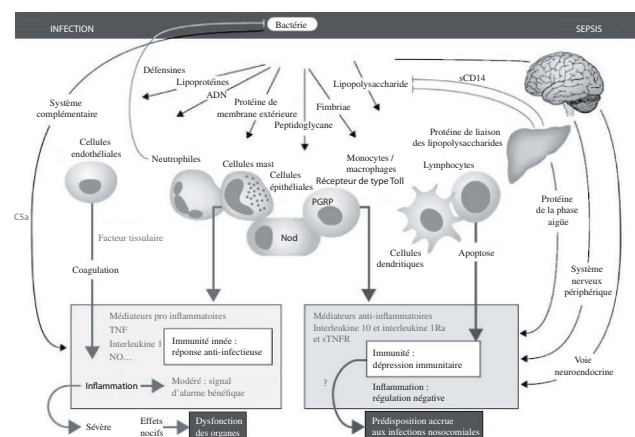 INFECTION
Bactérie
SEPSIS
Défensines
Lipoprotéines
ADN
Protéine de
membrane extérieure
Peptidoglycane
Fimbriae
Lipopolysaccharide
sCD14
Système
complémentaire
Cellules
endothéliales
Neutrophiles
Cellules mast
Cellules
épithéliales
Monocytes /
macrophages
Récepteur de type Toll
PGRP
Nod
Lymphocytes
Protéine de liaison
des lipopolysaccharides
Cellules
dendritiques
Apoptose
Protéine
de la phase
aigüe
Système
nerveux
périphérique
Voie
neuroendocrine
C5a
Facteur tissulaire
Coagulation
Médiateurs pro inflammatoires
TNF
Interleukine 1
NO...
Immunité innée :
réponse anti-infectieuse
Inflammation
Modéré : signal
d'alarme bénéfique
Sévère
Effets
nocifs
Dysfonction
des organes
Médiateurs anti-inflammatoires
Interleukine 10 et interleukine 1Ra
et sTNFR
Immunité :
dépression immunitaire
?
Inflammation :
régulation négative
Prédisposition accrue
aux infections nosocomiales